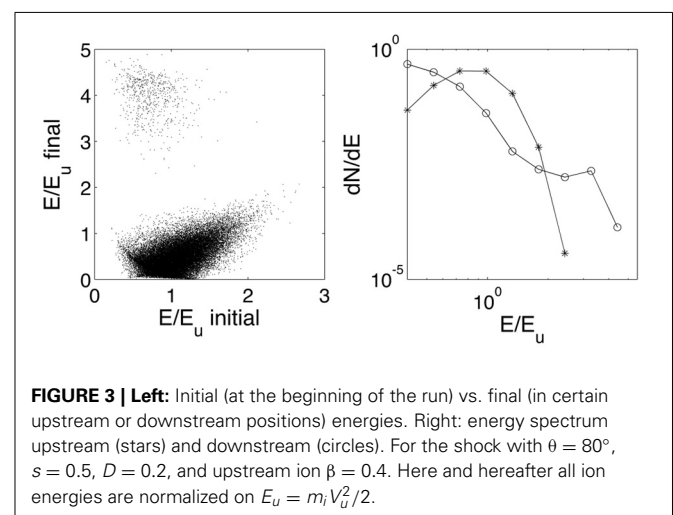 5
4
3
2
1
0
E/E_u final
0
1
2
3
E/E_u initial
10^0
10^-5
dN/dE
10^0
E/E_u
FIGURE 3 | Left: Initial (at the beginning of the run) vs. final (in certain
upstream or downstream positions) energies. Right: energy spectrum
upstream (stars) and downstream (circles). For the shock with θ = 80°,
s = 0.5, D = 0.2, and upstream ion β = 0.4. Here and hereafter all ion
energies are normalized on E_u = m_i V_u^2/2.